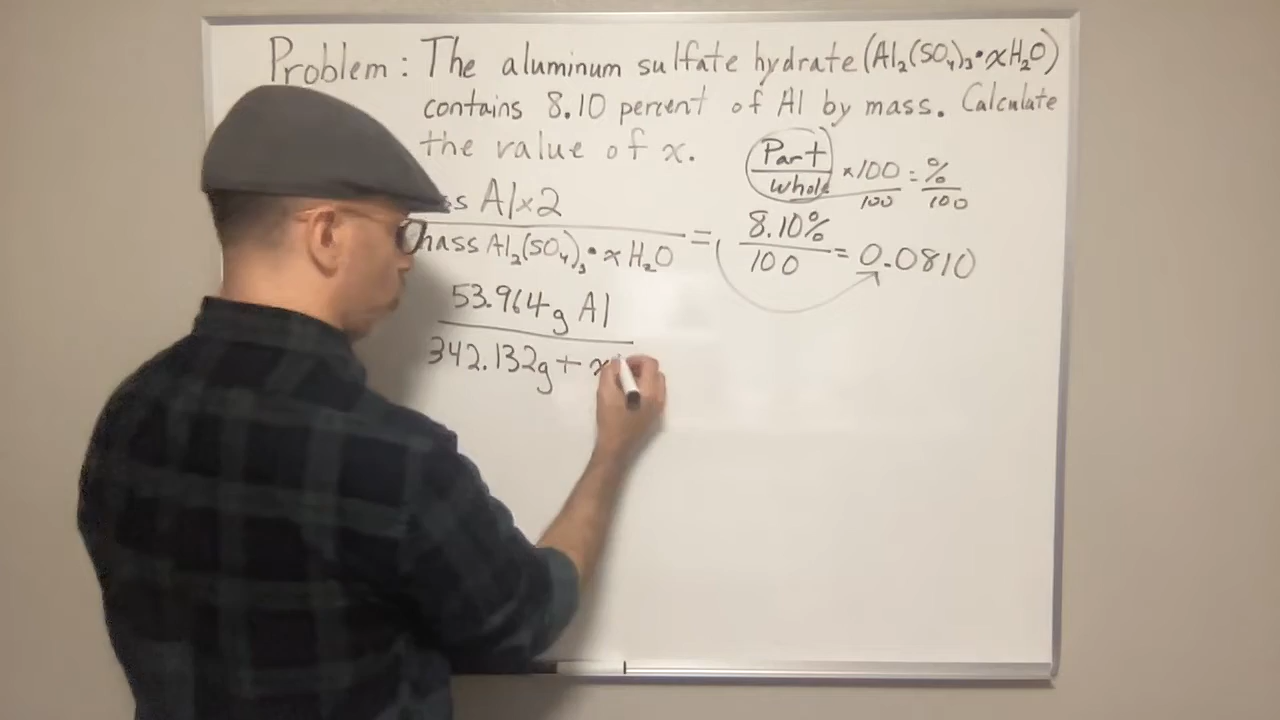 Problem: The aluminum sulfate hydrate (Al₂(SO₄)₃•xH₂O)
contains 8.10 percent of Al by mass. Calculate
the value of x.
Part/whole ×100/100 = %/100
Al×2
mass Al₂(SO₄)₃•xH₂O
= 8.10%/100 = 0.0810
53.964g Al
342.132g + x